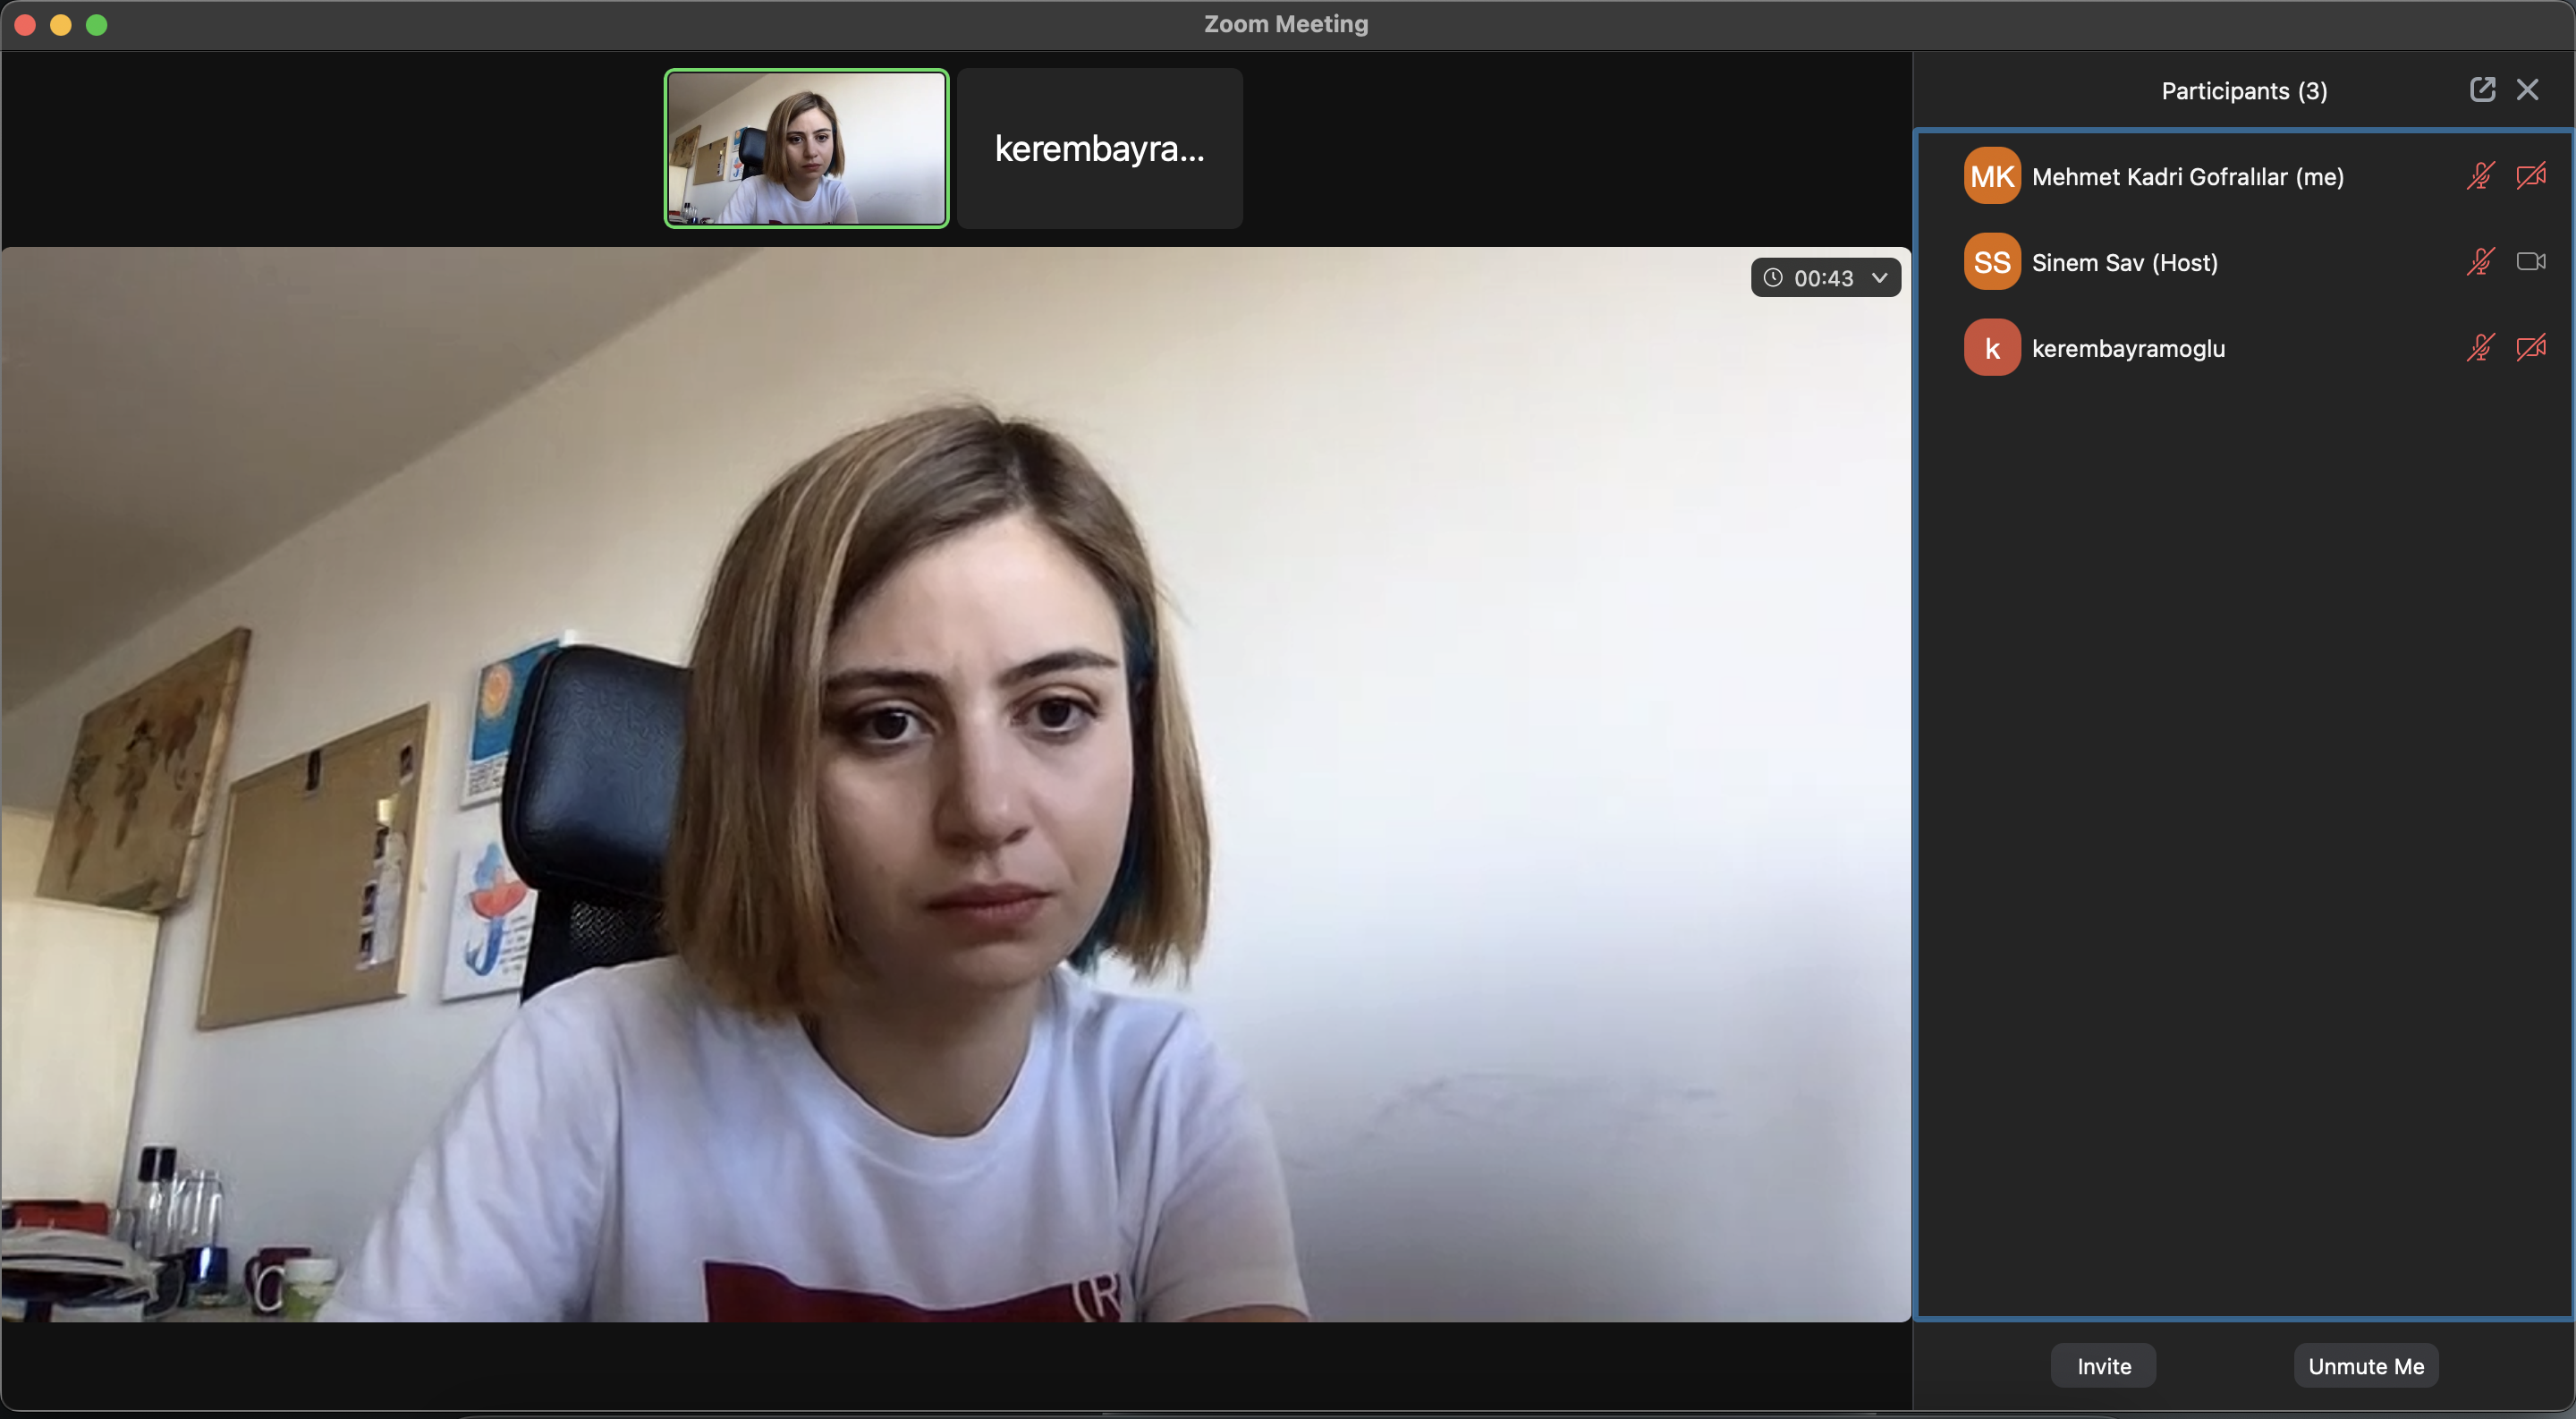 Zoom Meeting
kerembayra...
00:43
Participants (3)
MK Mehmet Kadri Gofralılar (me)
SS Sinem Sav (Host)
k kerembayramoglu
(R
Invite
Unmute Me